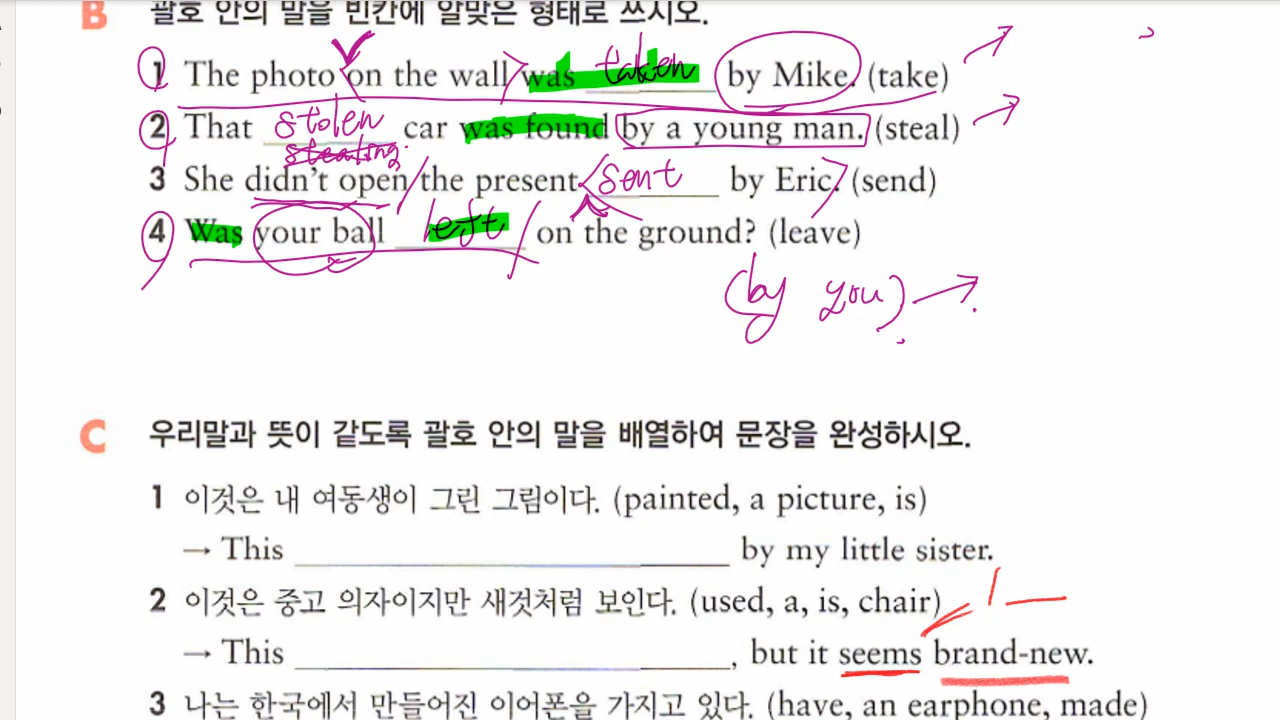 B 괄호 안의 말을 빈칸에 알맞은 형태로 쓰시오.
1 The photo on the wall was taken by Mike. (take)
2 That stolen car was found by a young man. (steal)
stealing
3 She didn't open the present sent by Eric. (send)
4 Was your ball left on the ground? (leave)
(by you)
C 우리말과 뜻이 같도록 괄호 안의 말을 배열하여 문장을 완성하시오.
1 이것은 내 여동생이 그린 그림이다. (painted, a picture, is)
→ This by my little sister.
2 이것은 중고 의자이지만 새것처럼 보인다. (used, a, is, chair)
→ This , but it seems brand-new.
3 나는 한국에서 만들어진 이어폰을 가지고 있다. (have, an earphone, made)